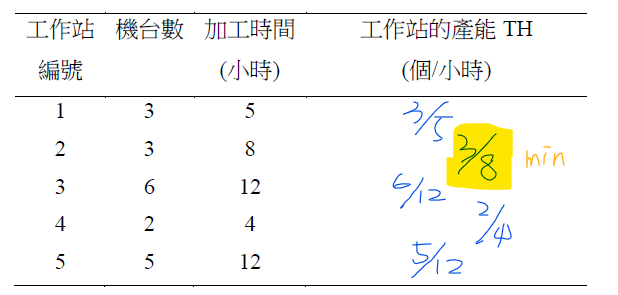 工作站 機台數 加工時間 工作站的產能 TH
編號 (小時) (個/小時)
1 3 5 3/5
2 3 8 3/8 min
3 6 12 6/12
4 2 4 2/4
5 5 12 5/12